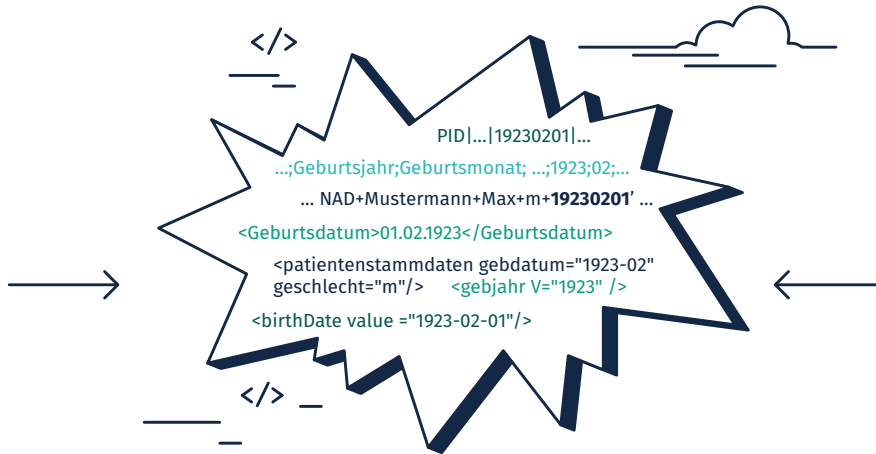 </>
PID|...|19230201|...
...;Geburtsjahr;Geburtsmonat; ...;1923;02;...
... NAD+Mustermann+Max+m+19230201’ ...
<Geburtsdatum>01.02.1923</Geburtsdatum>
<patientenstammdaten gebdatum="1923-02"
geschlecht="m"/> <gebjahr V="1923" />
<birthDate value ="1923-02-01"/>
</>